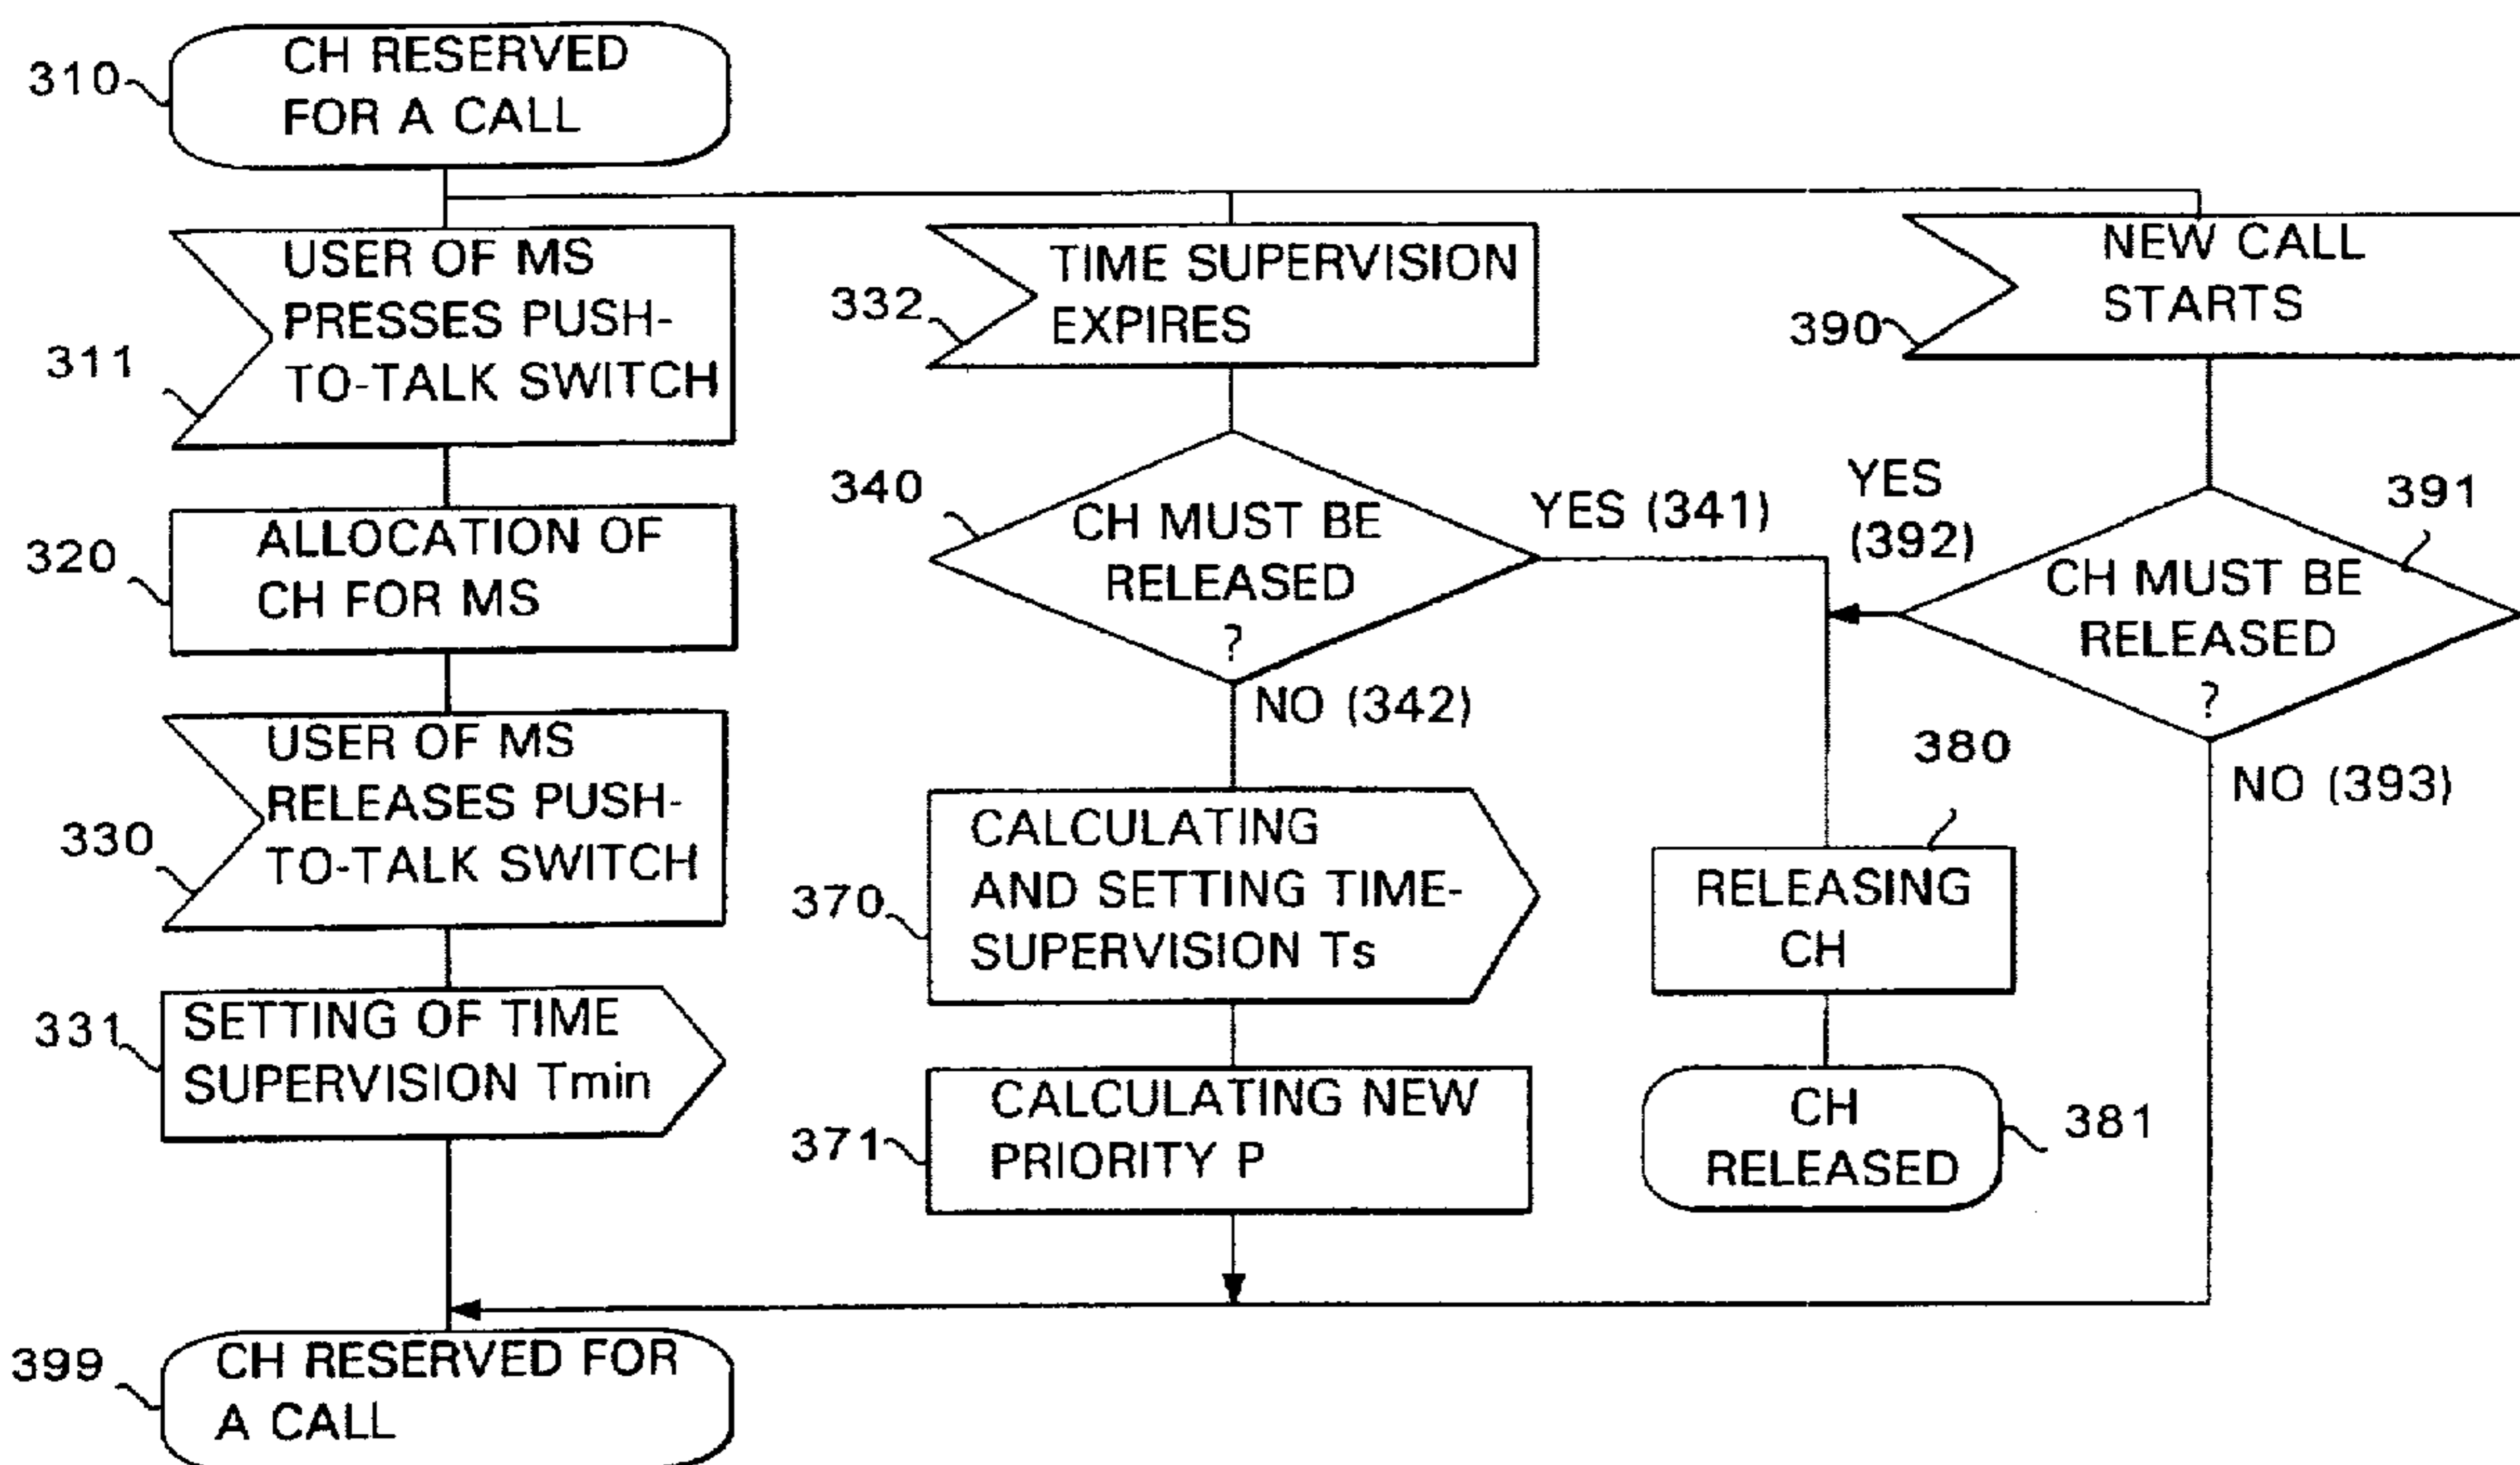 310
CH RESERVED
FOR A CALL
311
USER OF MS
PRESSES PUSH-
TO-TALK SWITCH
320
ALLOCATION OF
CH FOR MS
330
USER OF MS
RELEASES PUSH-
TO-TALK SWITCH
331
SETTING OF TIME
SUPERVISION Tmin
332
TIME SUPERVISION
EXPIRES
340
CH MUST BE
RELEASED
?
YES (341)
NO (342)
370
CALCULATING
AND SETTING TIME-
SUPERVISION Ts
371
CALCULATING NEW
PRIORITY P
390
NEW CALL
STARTS
391
CH MUST BE
RELEASED
?
YES
(392)
NO (393)
380
RELEASING
CH
CH
RELEASED
381
399
CH RESERVED FOR
A CALL